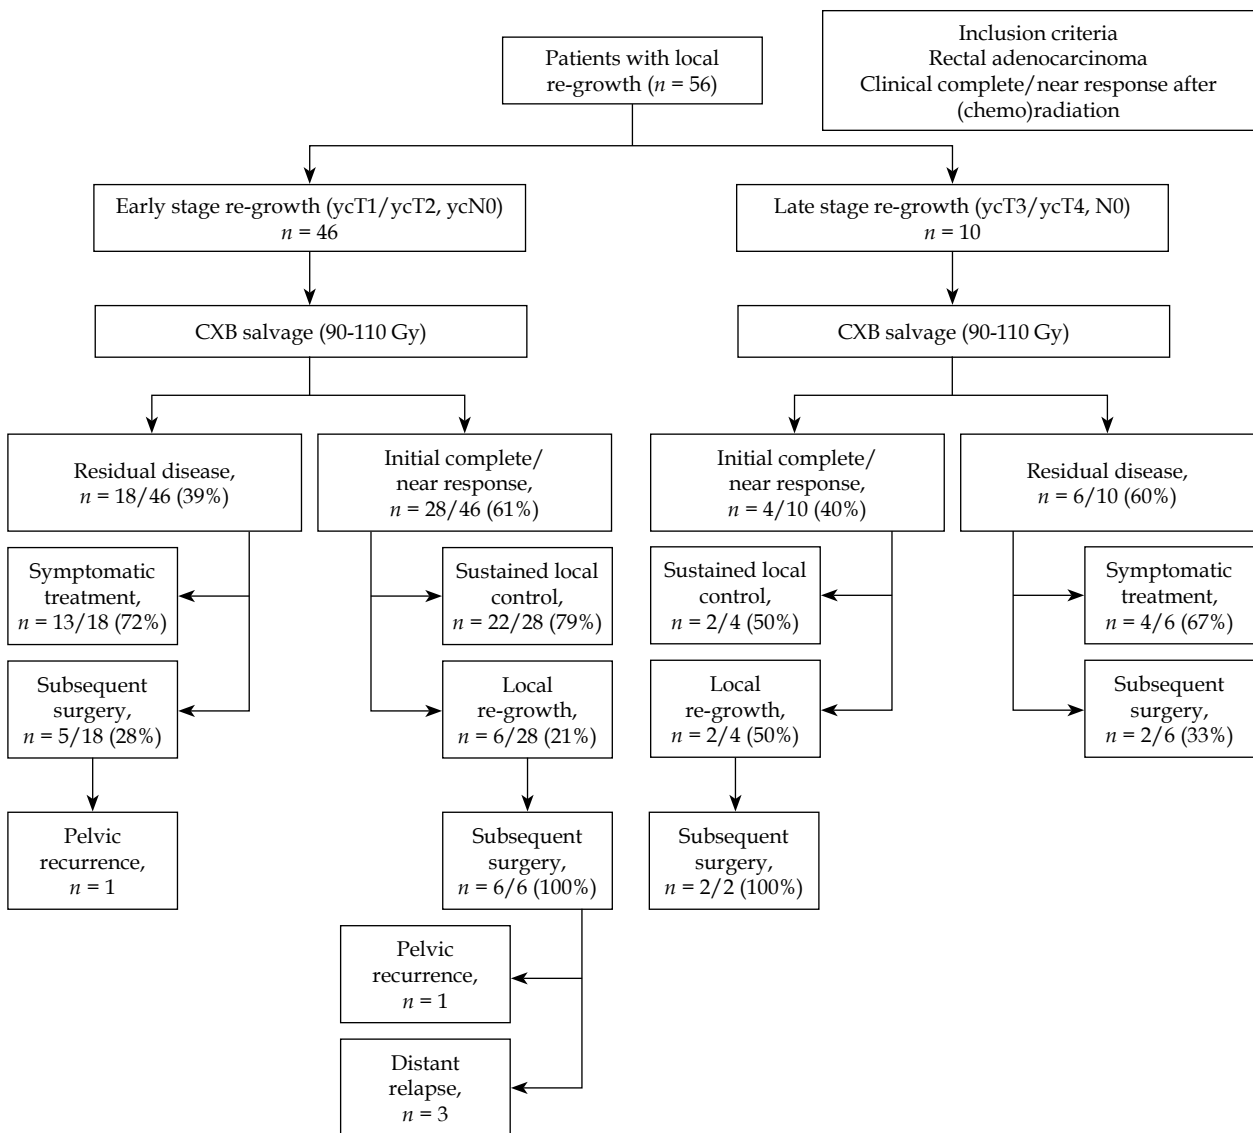 Patients with local
re-growth (n = 56)
Inclusion criteria
Rectal adenocarcinoma
Clinical complete/near response after
(chemo)radiation
Early stage re-growth (ycT1/ycT2, ycN0)
n = 46
Late stage re-growth (ycT3/ycT4, N0)
n = 10
CXB salvage (90-110 Gy)
CXB salvage (90-110 Gy)
Residual disease,
n = 18/46 (39%)
Initial complete/
near response,
n = 28/46 (61%)
Initial complete/
near response,
n = 4/10 (40%)
Residual disease,
n = 6/10 (60%)
Symptomatic
treatment,
n = 13/18 (72%)
Sustained local
control,
n = 22/28 (79%)
Sustained local
control,
n = 2/4 (50%)
Symptomatic
treatment,
n = 4/6 (67%)
Subsequent
surgery,
n = 5/18 (28%)
Local
re-growth,
n = 6/28 (21%)
Local
re-growth,
n = 2/4 (50%)
Subsequent
surgery,
n = 2/6 (33%)
Pelvic
recurrence,
n = 1
Subsequent
surgery,
n = 6/6 (100%)
Subsequent
surgery,
n = 2/2 (100%)
Pelvic
recurrence,
n = 1
Distant
relapse,
n = 3